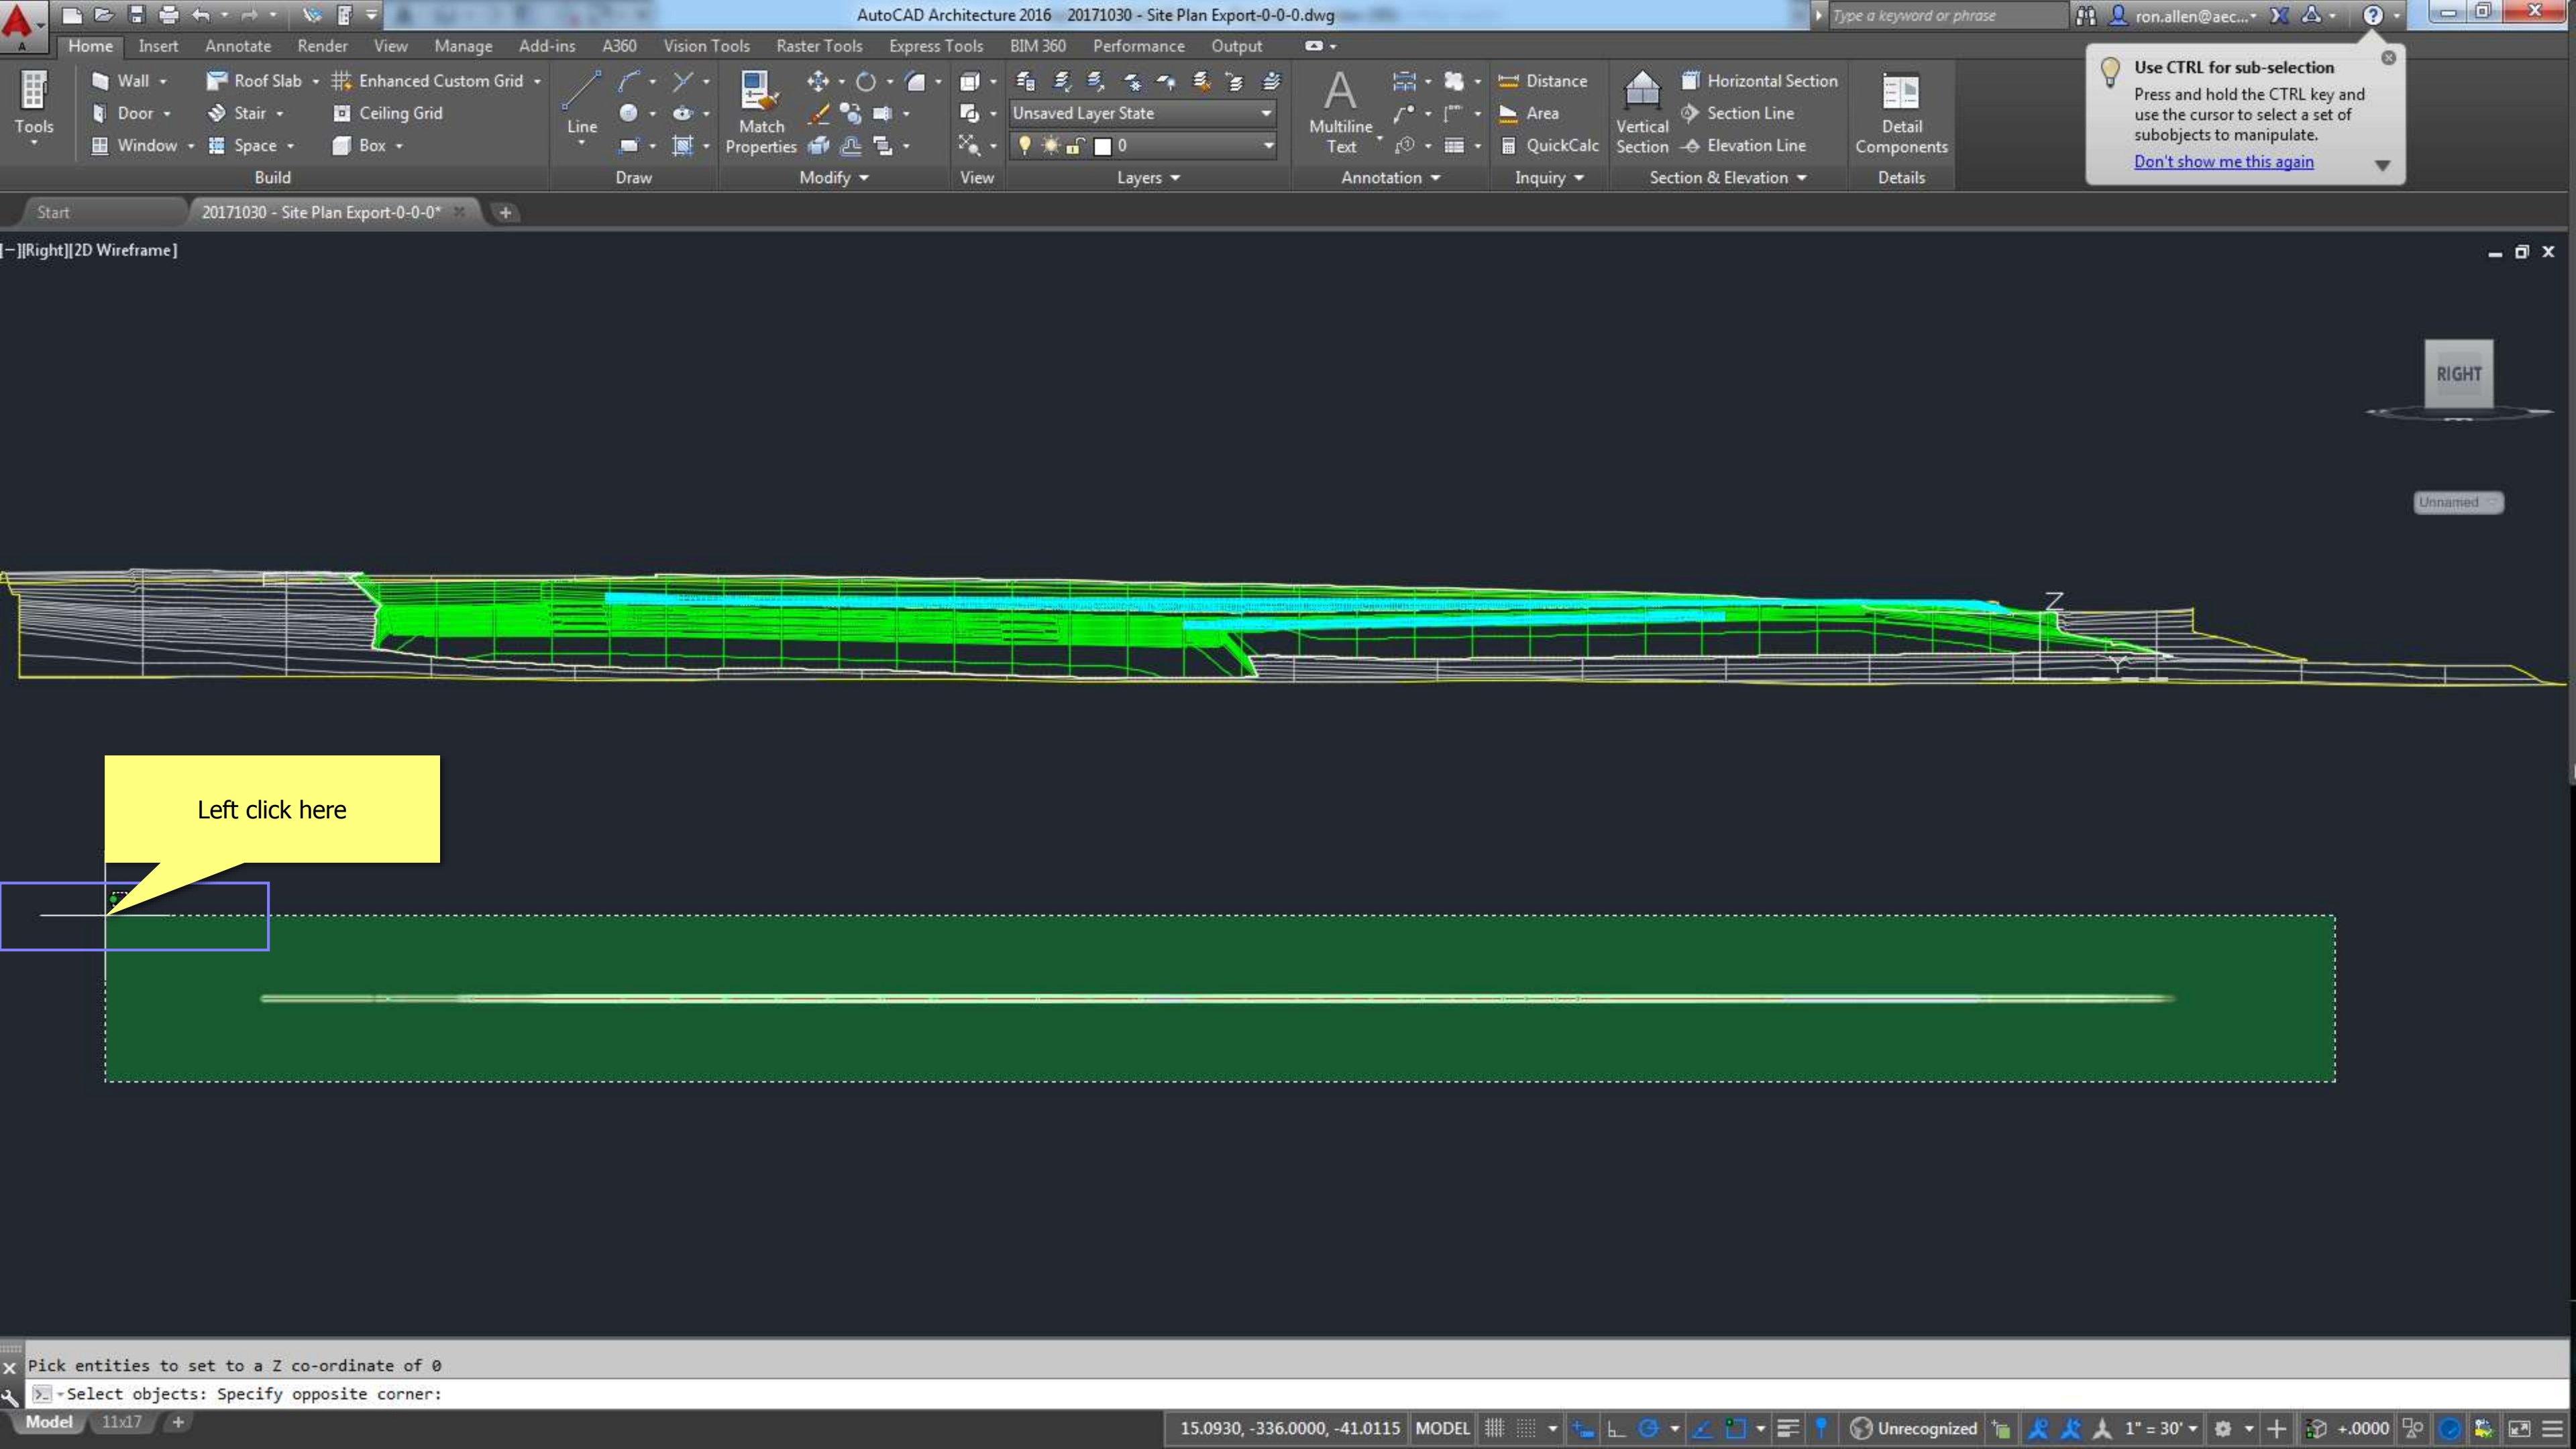 AutoCAD Architecture 2016 20171030 - Site Plan Export-0-0-0.dwg
Type a keyword or phrase
ron.allen@aec...
A
Home Insert Annotate Render View Manage Add-ins A360 Vision Tools Raster Tools Express Tools BIM 360 Performance Output
Tools
Wall Roof Slab Enhanced Custom Grid
Door Stair Ceiling Grid
Window Space Box
Build
Line
Draw
Match Properties
Modify
View
Unsaved Layer State
0
Layers
A
Multiline Text
Annotation
Distance
Area
QuickCalc
Inquiry
Vertical Section
Horizontal Section
Section Line
Elevation Line
Section & Elevation
Detail Components
Details
Use CTRL for sub-selection
Press and hold the CTRL key and
use the cursor to select a set of
subobjects to manipulate.
Don't show me this again
Start 20171030 - Site Plan Export-0-0-0*
[−][Right][2D Wireframe]
RIGHT
Unnamed
Z
Y
Left click here
Pick entities to set to a Z co-ordinate of 0
Select objects: Specify opposite corner:
Model 11x17 +
15.0930, -336.0000, -41.0115 MODEL Unrecognized 1" = 30' +.0000